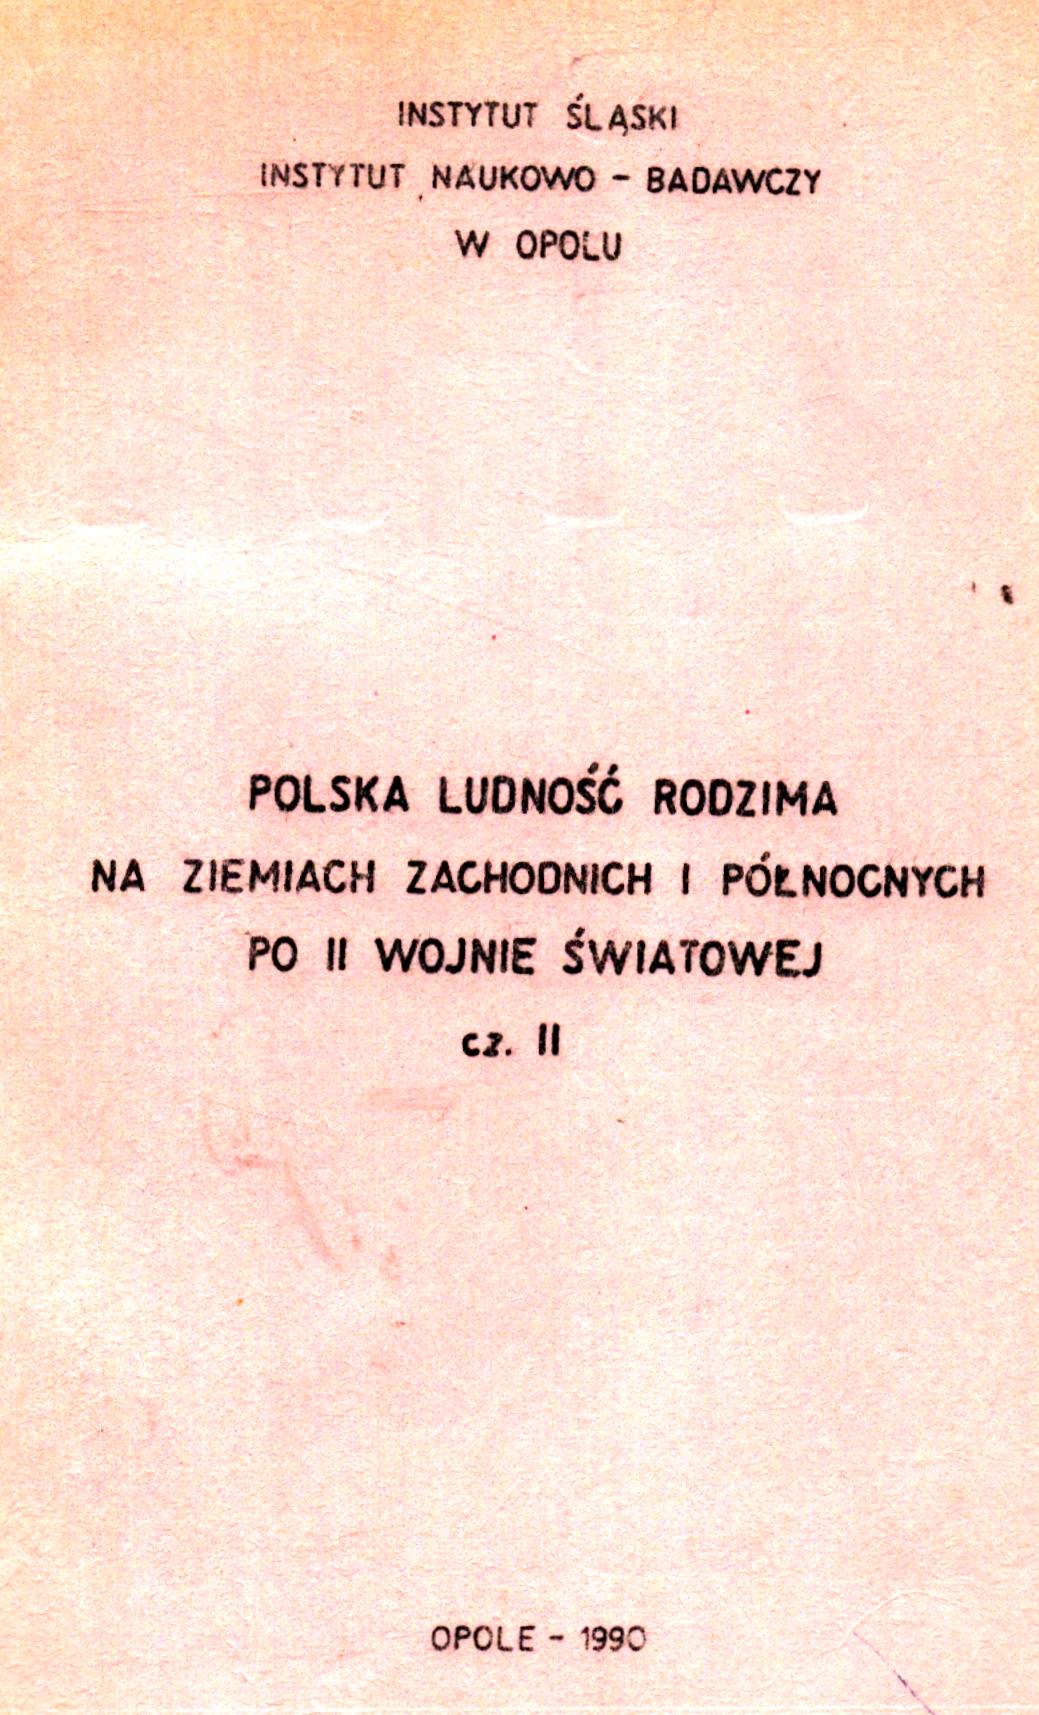 INSTYTUT ŚLĄSKI
INSTYTUT NAUKOWO - BADAWCZY
W OPOLU
POLSKA LUDNOŚĆ RODZIMA
NA ZIEMIACH ZACHODNICH I PÓŁNOCNYCH
PO II WOJNIE ŚWIATOWEJ
cz. II
OPOLE - 1990